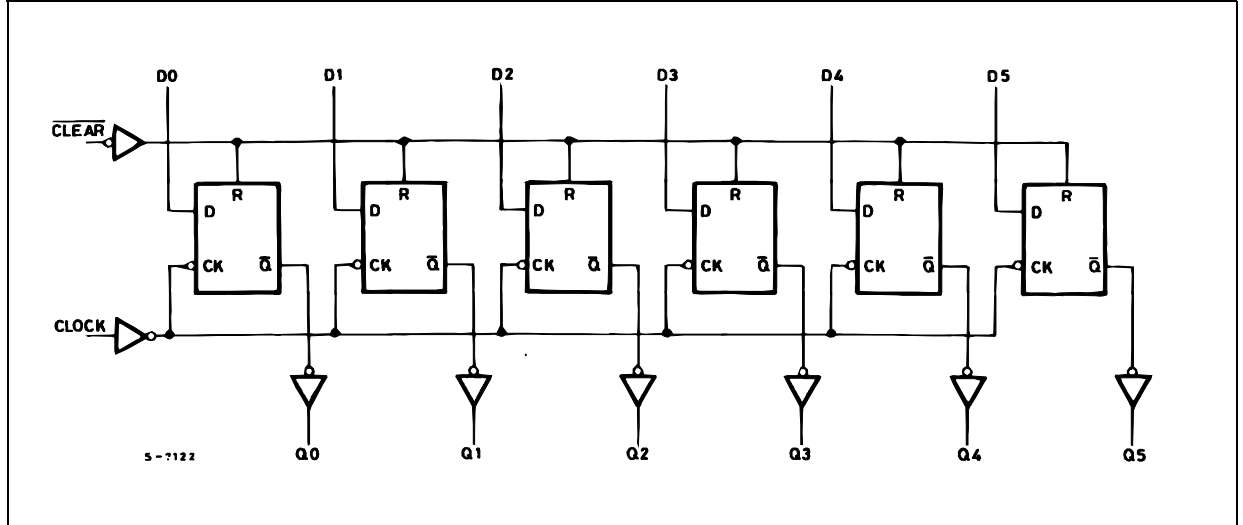 D0 D1 D2 D3 D4 D5
C̅L̅E̅A̅R̅
R R R R R R
D D D D D D
CK Q̅ CK Q̅ CK Q̅ CK Q̅ CK Q̅ CK Q̅
CLOCK
Q0 Q1 Q2 Q3 Q4 Q5